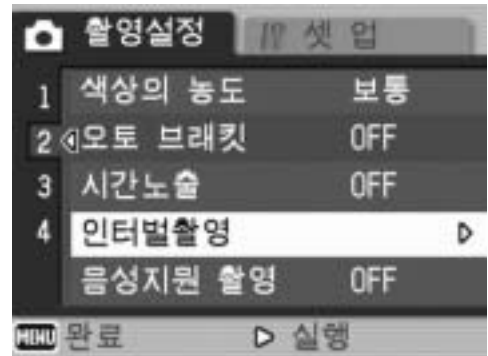 촬영설정 셋 업
1 색상의 농도 보통
2 오토 브래킷 OFF
3 시간노출 OFF
4 인터벌촬영
음성지원 촬영 OFF
MENU 완료 실행